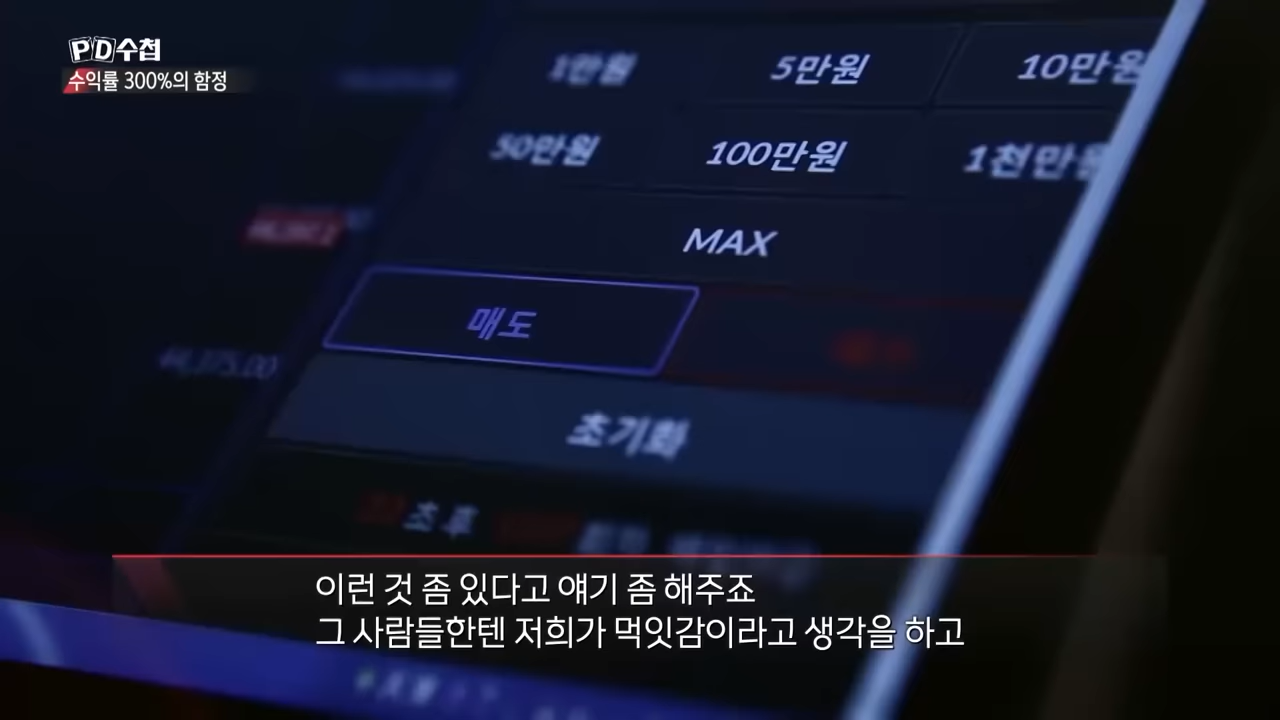 PD수첩
수익률 300%의 함정
1만원 5만원 10만원
50만원 100만원 1천만원
MAX
매도
초기화
초 후
이런 것 좀 있다고 얘기 좀 해주죠
그 사람들한텐 저희가 먹잇감이라고 생각을 하고